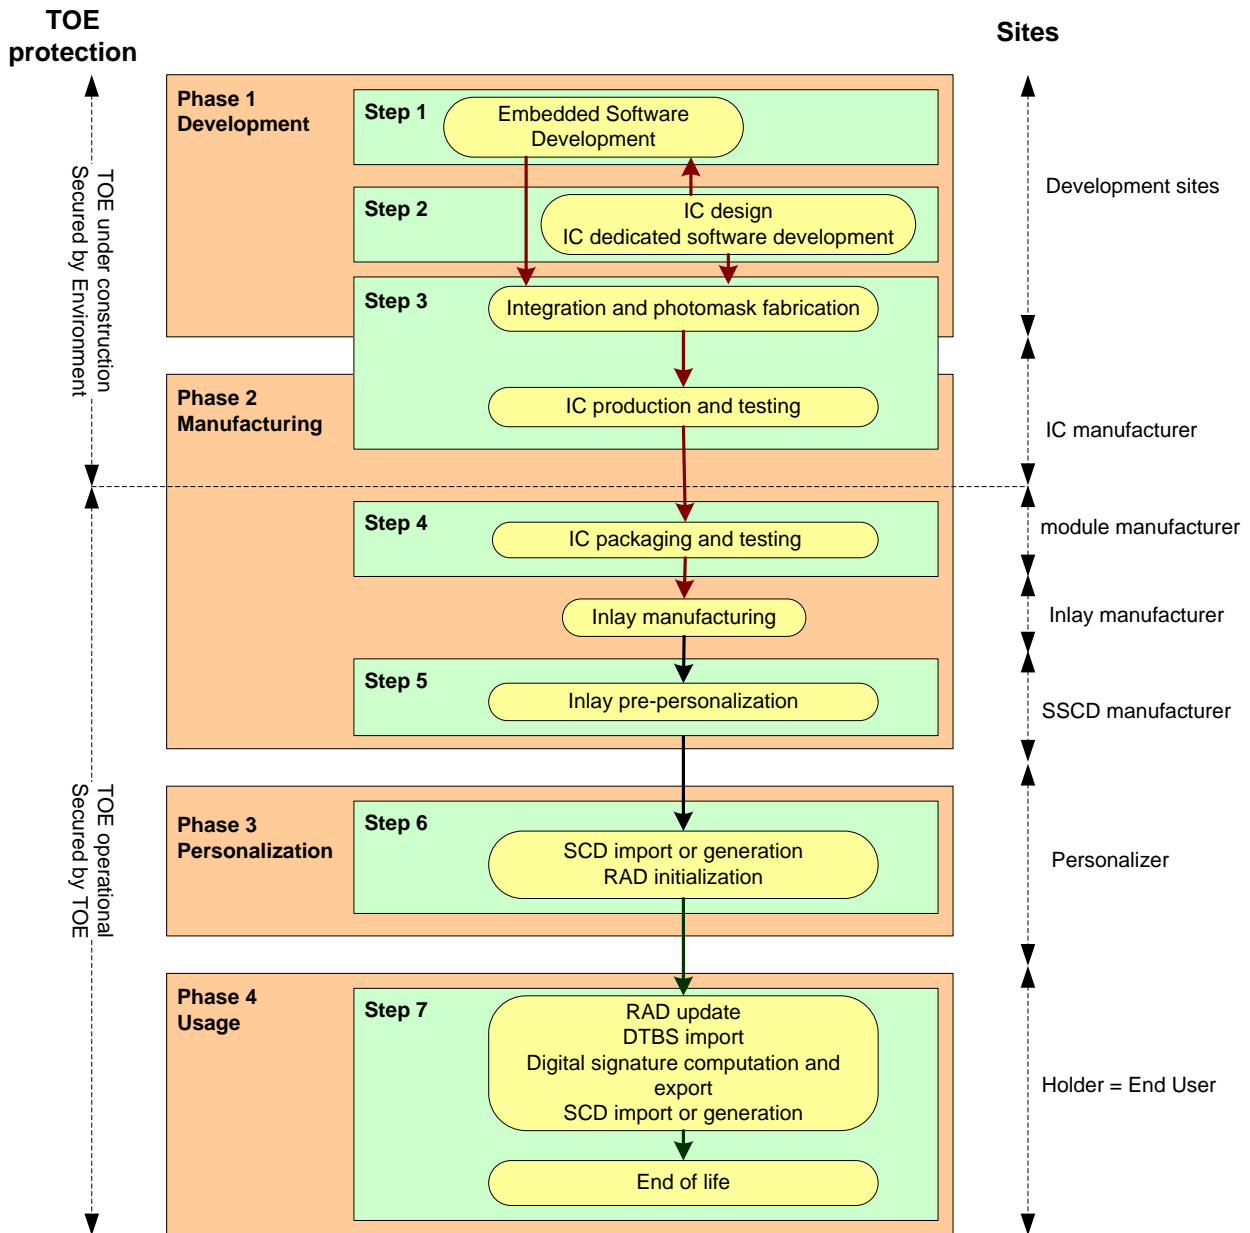 TOE
protection
Sites
Phase 1
Development
Step 1
Embedded Software
Development
Step 2
IC design
IC dedicated software development
Step 3
Integration and photomask fabrication
Development sites
TOE under construction
Secured by Environment
Phase 2
Manufacturing
IC production and testing
IC manufacturer
Step 4
IC packaging and testing
module manufacturer
Inlay manufacturing
Inlay manufacturer
Step 5
Inlay pre-personalization
SSCD manufacturer
TOE operational
Secured by TOE
Phase 3
Personalization
Step 6
SCD import or generation
RAD initialization
Personalizer
Phase 4
Usage
Step 7
RAD update
DTBS import
Digital signature computation and
export
SCD import or generation
Holder = End User
End of life